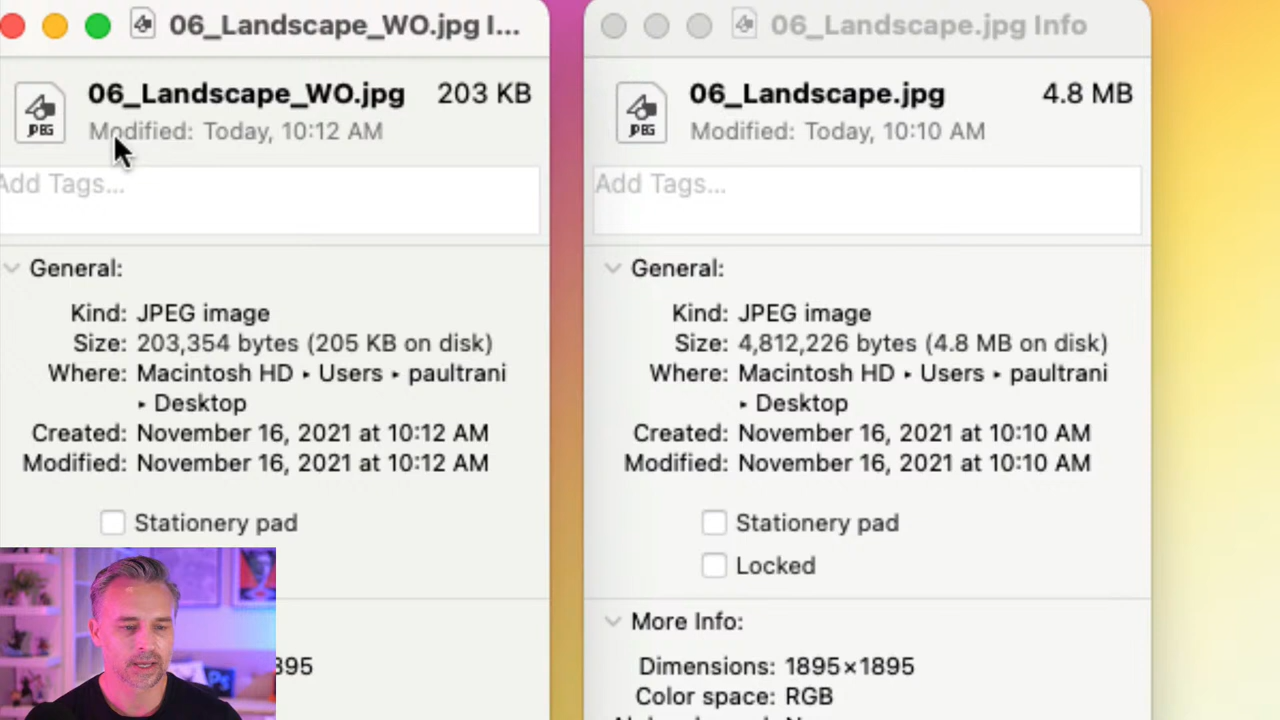 06_Landscape_WO.jpg I...
JPEG
06_Landscape_WO.jpg 203 KB
Modified: Today, 10:12 AM
Add Tags...
General:
Kind: JPEG image
Size: 203,354 bytes (205 KB on disk)
Where: Macintosh HD ▸ Users ▸ paultrani
▸ Desktop
Created: November 16, 2021 at 10:12 AM
Modified: November 16, 2021 at 10:12 AM
Stationery pad
895
Ps
06_Landscape.jpg Info
JPEG
06_Landscape.jpg 4.8 MB
Modified: Today, 10:10 AM
Add Tags...
General:
Kind: JPEG image
Size: 4,812,226 bytes (4.8 MB on disk)
Where: Macintosh HD ▸ Users ▸ paultrani
▸ Desktop
Created: November 16, 2021 at 10:10 AM
Modified: November 16, 2021 at 10:10 AM
Stationery pad
Locked
More Info:
Dimensions: 1895×1895
Color space: RGB